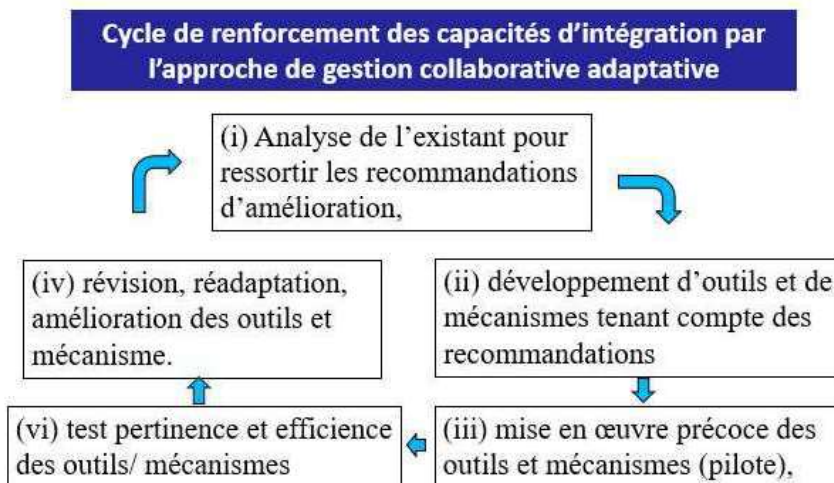 Cycle de renforcement des capacités d’intégration par
l’approche de gestion collaborative adaptative
(i) Analyse de l’existant pour
ressortir les recommandations
d’amélioration,
(ii) développement d’outils et de
mécanismes tenant compte des
recommandations
(iii) mise en œuvre précoce des
outils et mécanismes (pilote),
(vi) test pertinence et efficience
des outils/ mécanismes
(iv) révision, réadaptation,
amélioration des outils et
mécanisme.